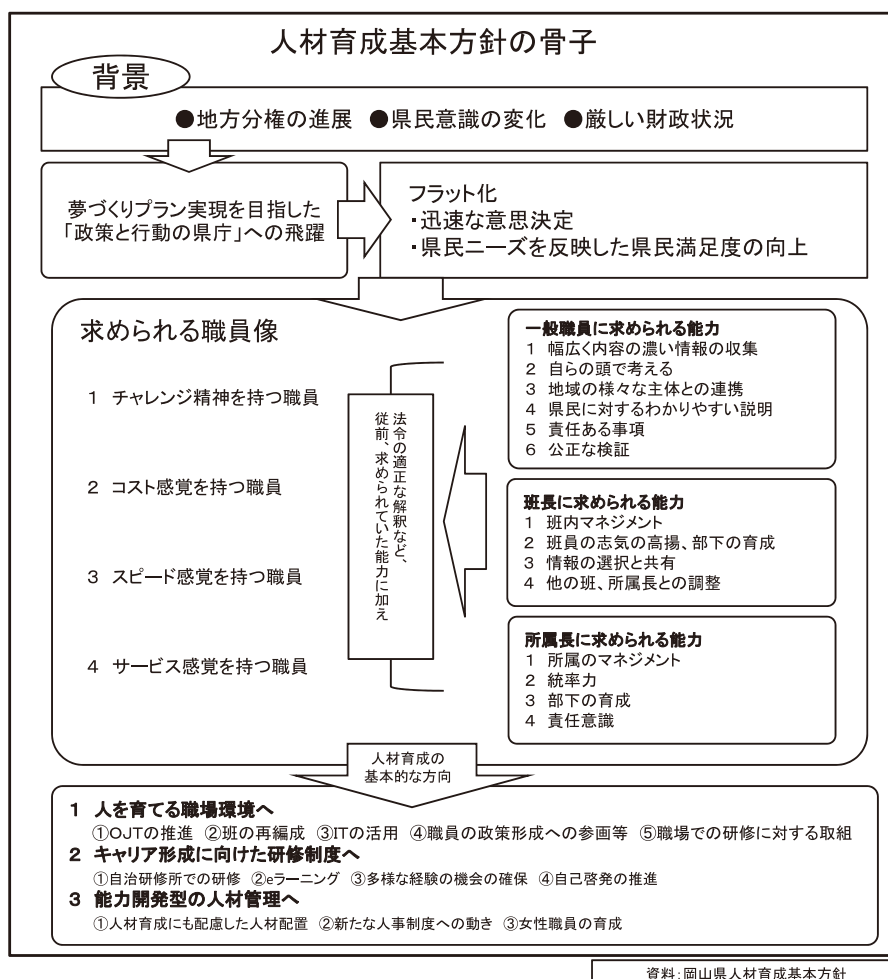 人材育成基本方針の骨子
背景
●地方分権の進展 ●県民意識の変化 ●厳しい財政状況
夢づくりプラン実現を目指した
「政策と行動の県庁」への飛躍
フラット化
・迅速な意思決定
・県民ニーズを反映した県民満足度の向上
求められる職員像
1 チャレンジ精神を持つ職員
2 コスト感覚を持つ職員
3 スピード感覚を持つ職員
4 サービス感覚を持つ職員
法令の適正な解釈など、
従前、求められていた能力に加え
一般職員に求められる能力
1 幅広く内容の濃い情報の収集
2 自らの頭で考える
3 地域の様々な主体との連携
4 県民に対するわかりやすい説明
5 責任ある事項
6 公正な検証
班長に求められる能力
1 班内マネジメント
2 班員の志気の高揚、部下の育成
3 情報の選択と共有
4 他の班、所属長との調整
所属長に求められる能力
1 所属のマネジメント
2 統率力
3 部下の育成
4 責任意識
人材育成の
基本的な方向
1 人を育てる職場環境へ
①OJTの推進 ②班の再編成 ③ITの活用 ④職員の政策形成への参画等 ⑤職場での研修に対する取組
2 キャリア形成に向けた研修制度へ
①自治研修所での研修 ②eラーニング ③多様な経験の機会の確保 ④自己啓発の推進
3 能力開発型の人材管理へ
①人材育成にも配慮した人材配置 ②新たな人事制度への動き ③女性職員の育成
資料:岡山県人材育成基本方針